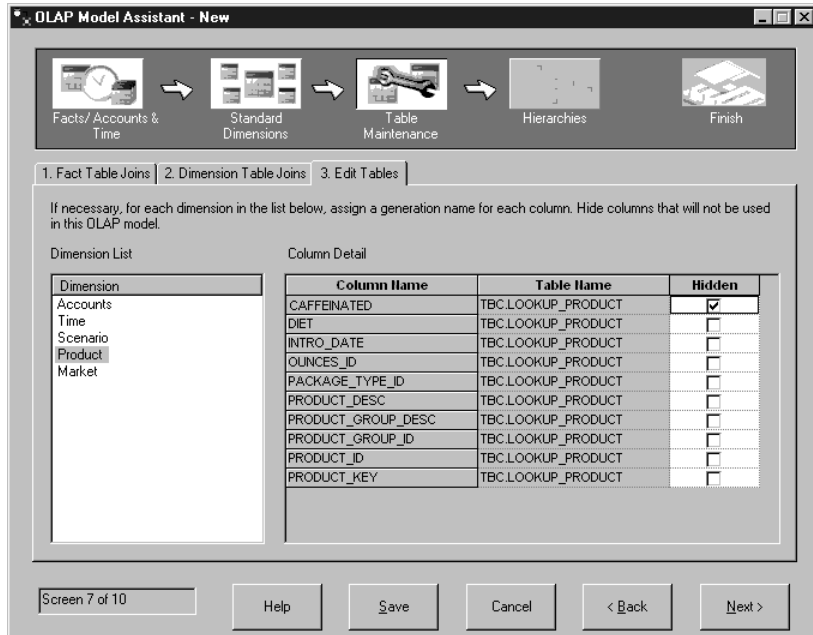 OLAP Model Assistant - New
Facts/Accounts & Time
Standard Dimensions
Table Maintenance
Hierarchies
Finish
1. Fact Table Joins
2. Dimension Table Joins
3. Edit Tables
If necessary, for each dimension in the list below, assign a generation name for each column. Hide columns that will not be used
in this OLAP model.
Dimension List
Column Detail
Dimension
Accounts
Time
Scenario
Product
Market
Column Name Table Name Hidden
CAFFEINATED TBC.LOOKUP_PRODUCT
DIET TBC.LOOKUP_PRODUCT
INTRO_DATE TBC.LOOKUP_PRODUCT
OUNCES_ID TBC.LOOKUP_PRODUCT
PACKAGE_TYPE_ID TBC.LOOKUP_PRODUCT
PRODUCT_DESC TBC.LOOKUP_PRODUCT
PRODUCT_GROUP_DESC TBC.LOOKUP_PRODUCT
PRODUCT_GROUP_ID TBC.LOOKUP_PRODUCT
PRODUCT_ID TBC.LOOKUP_PRODUCT
PRODUCT_KEY TBC.LOOKUP_PRODUCT
Screen 7 of 10
Help
Save
Cancel
< Back
Next >